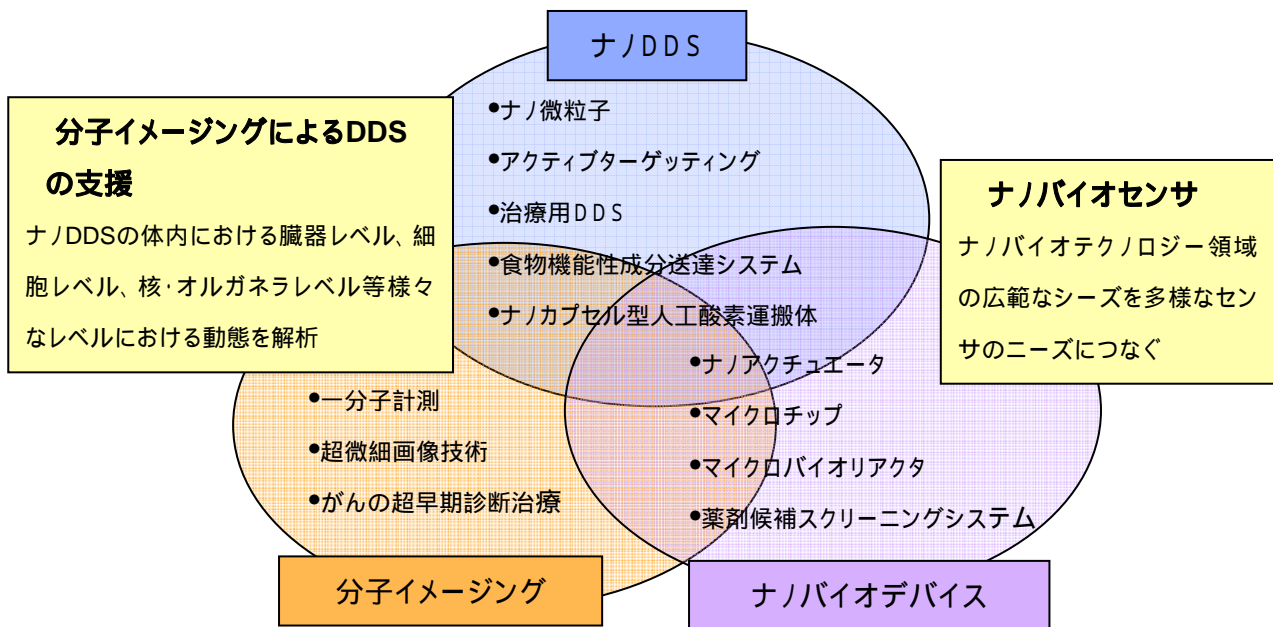 ナノDDS
•ナノ微粒子
•アクティブターゲッティング
•治療用DDS
•食物機能性成分送達システム
•ナノカプセル型人工酸素運搬体
分子イメージングによるDDS
の支援
ナノDDSの体内における臓器レベル、細
胞レベル、核・オルガネラレベル等様々
なレベルにおける動態を解析
ナノバイオセンサ
ナノバイオテクノロジー領域
の広範なシーズを多様なセン
サのニーズにつなぐ
•一分子計測
•超微細画像技術
•がんの超早期診断治療
•ナノアクチュエータ
•マイクロチップ
•マイクロバイオリアクタ
•薬剤候補スクリーニングシステム
分子イメージング
ナノバイオデバイス